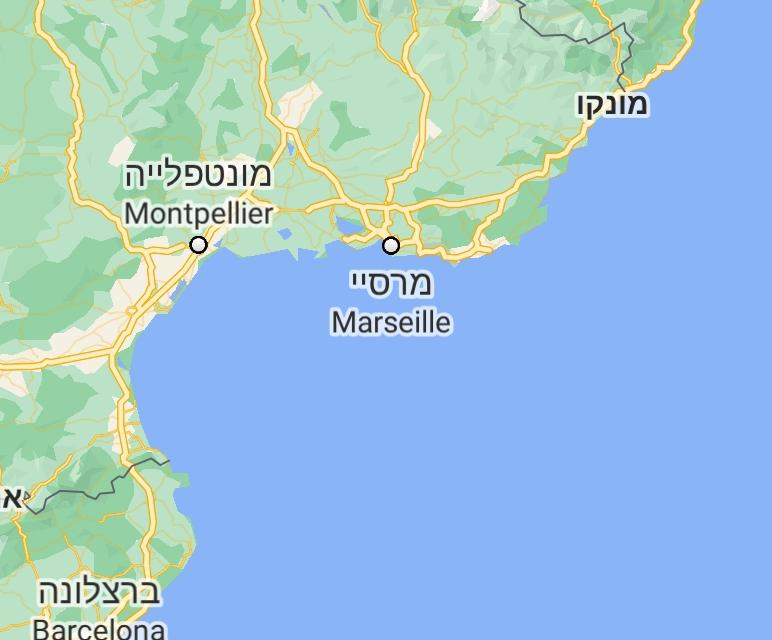 מונקו
מונטפלייה
Montpellier
מרסיי
Marseille
ברצלונה
Barcelona